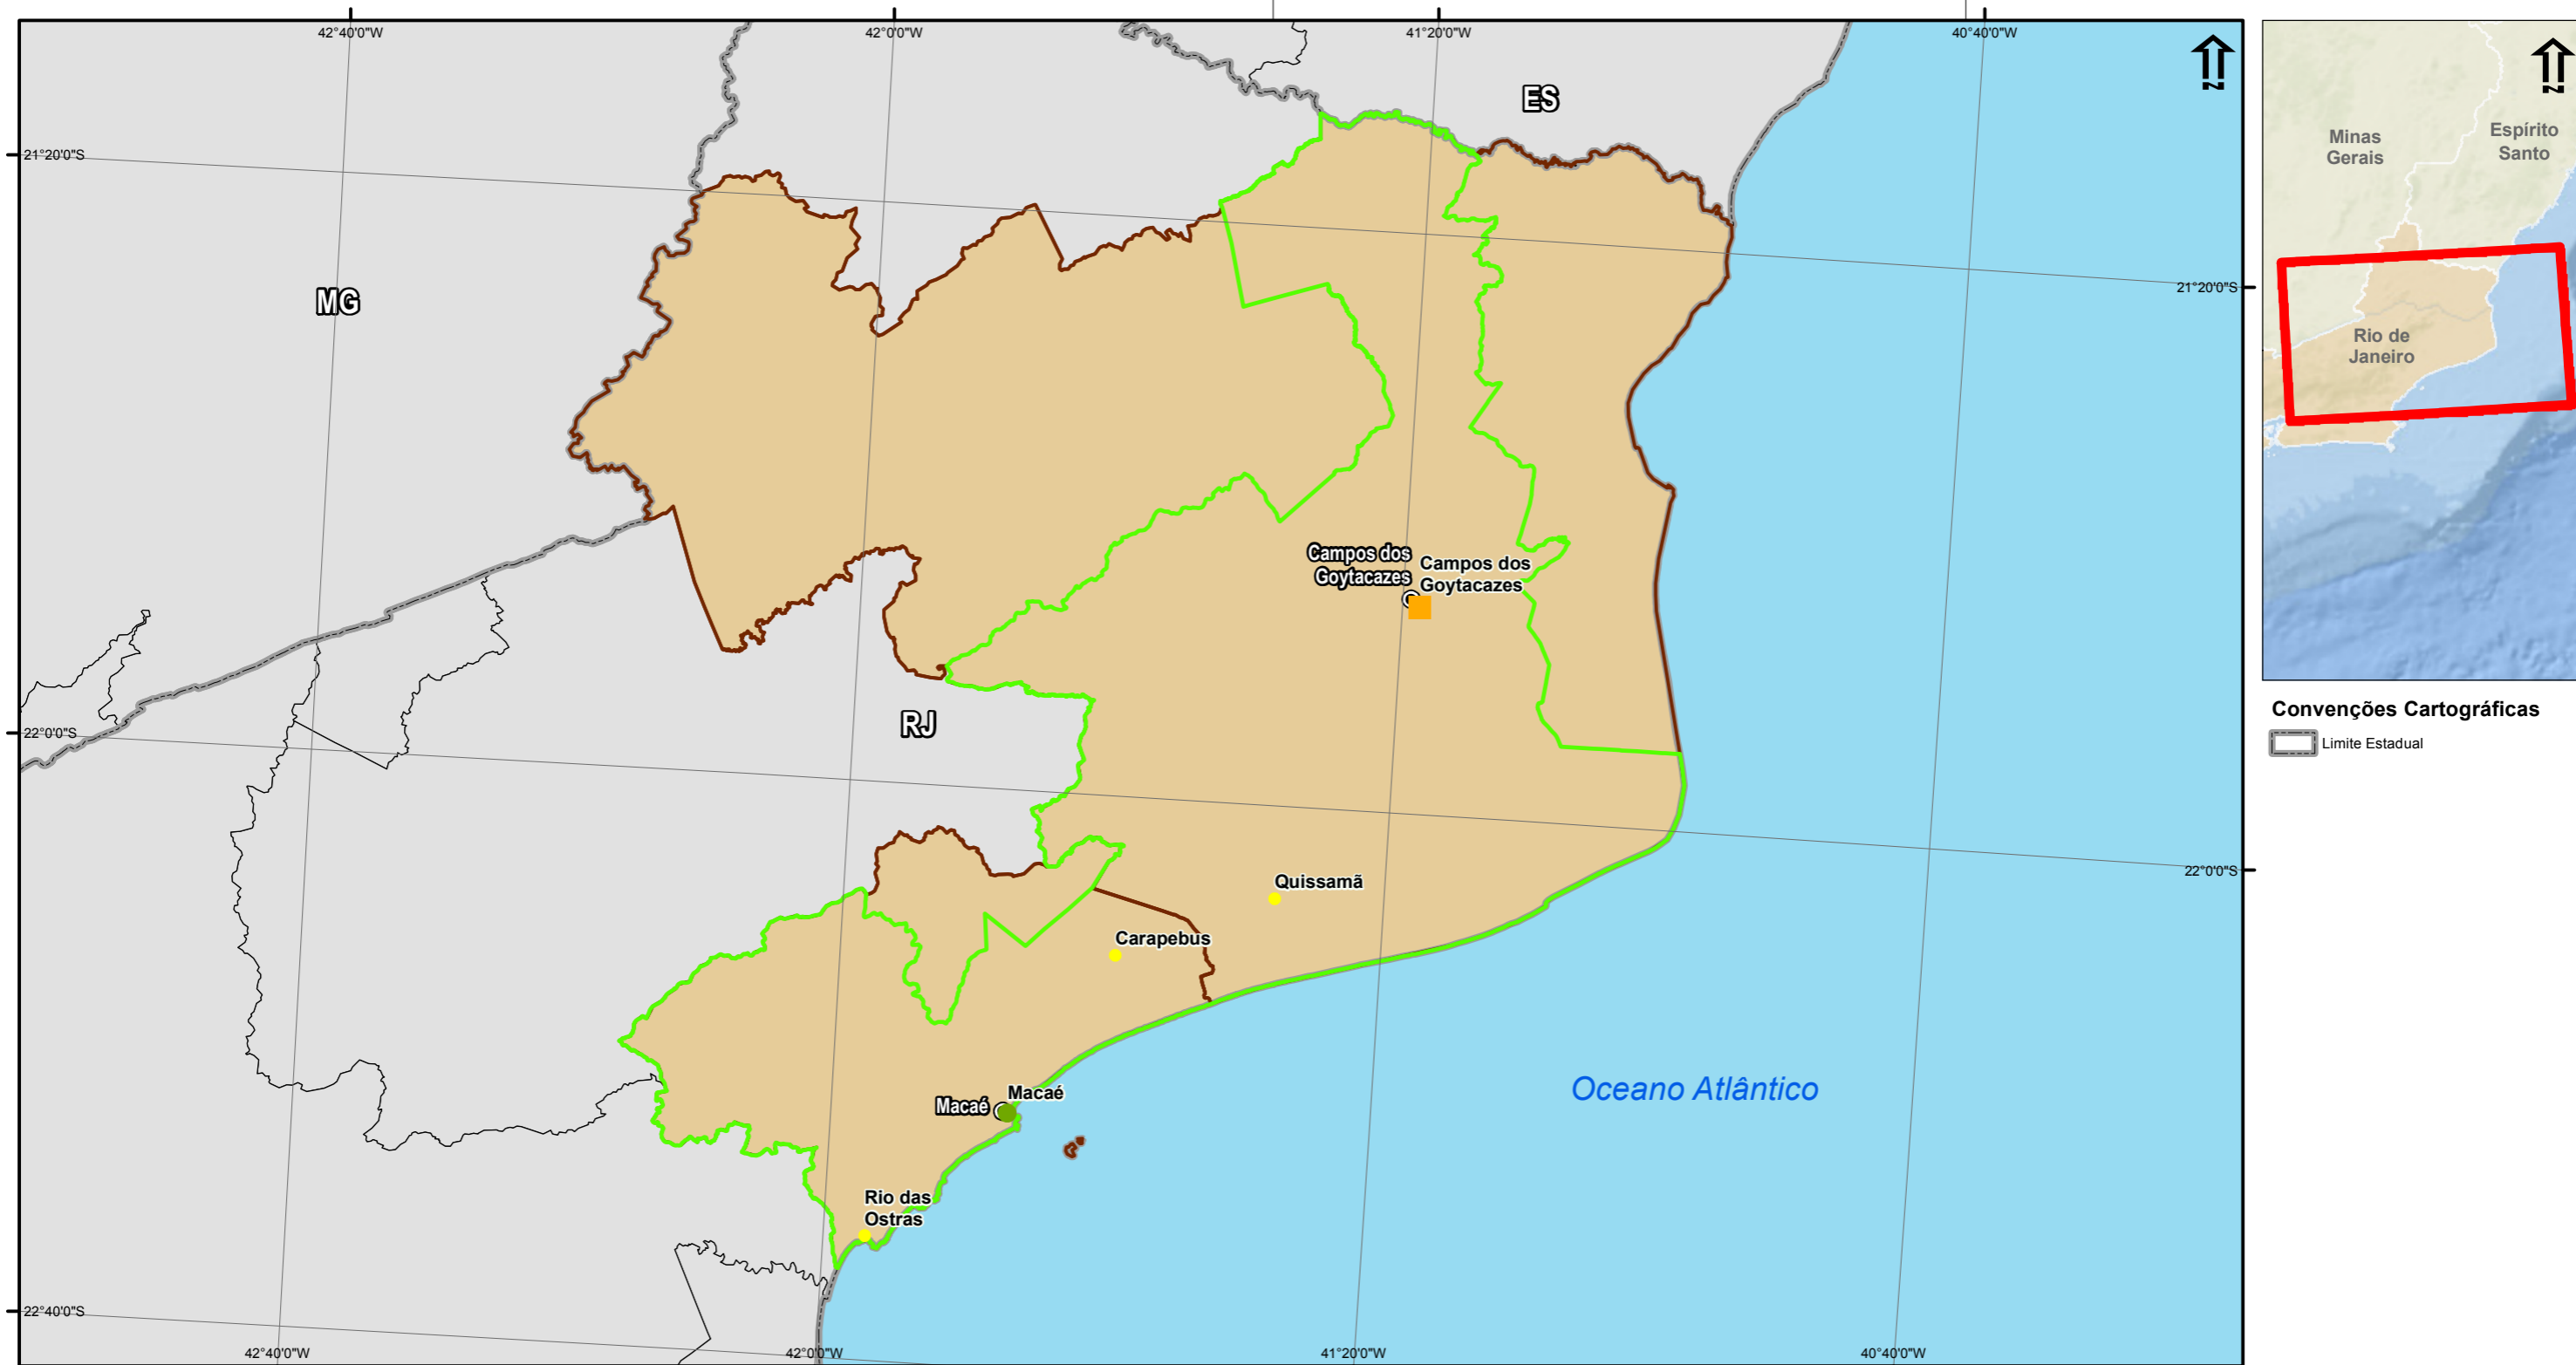 42°40'0"W
42°0'0"W
41°20'0"W
40°40'0"W
N
N
ES
Minas
Gerais
Espírito
Santo
21°20'0"S
21°20'0"S
MG
Rio de
Janeiro
Campos dos
Goytacazes
Campos dos
Goytacazes
Convenções Cartográficas
Limite Estadual
RJ
22°0'0"S
22°0'0"S
Quissamã
Carapebus
Oceano Atlântico
Macaé
Macaé
Rio das
Ostras
22°40'0"S
42°40'0"W
42°0'0"W
41°20'0"W
40°40'0"W